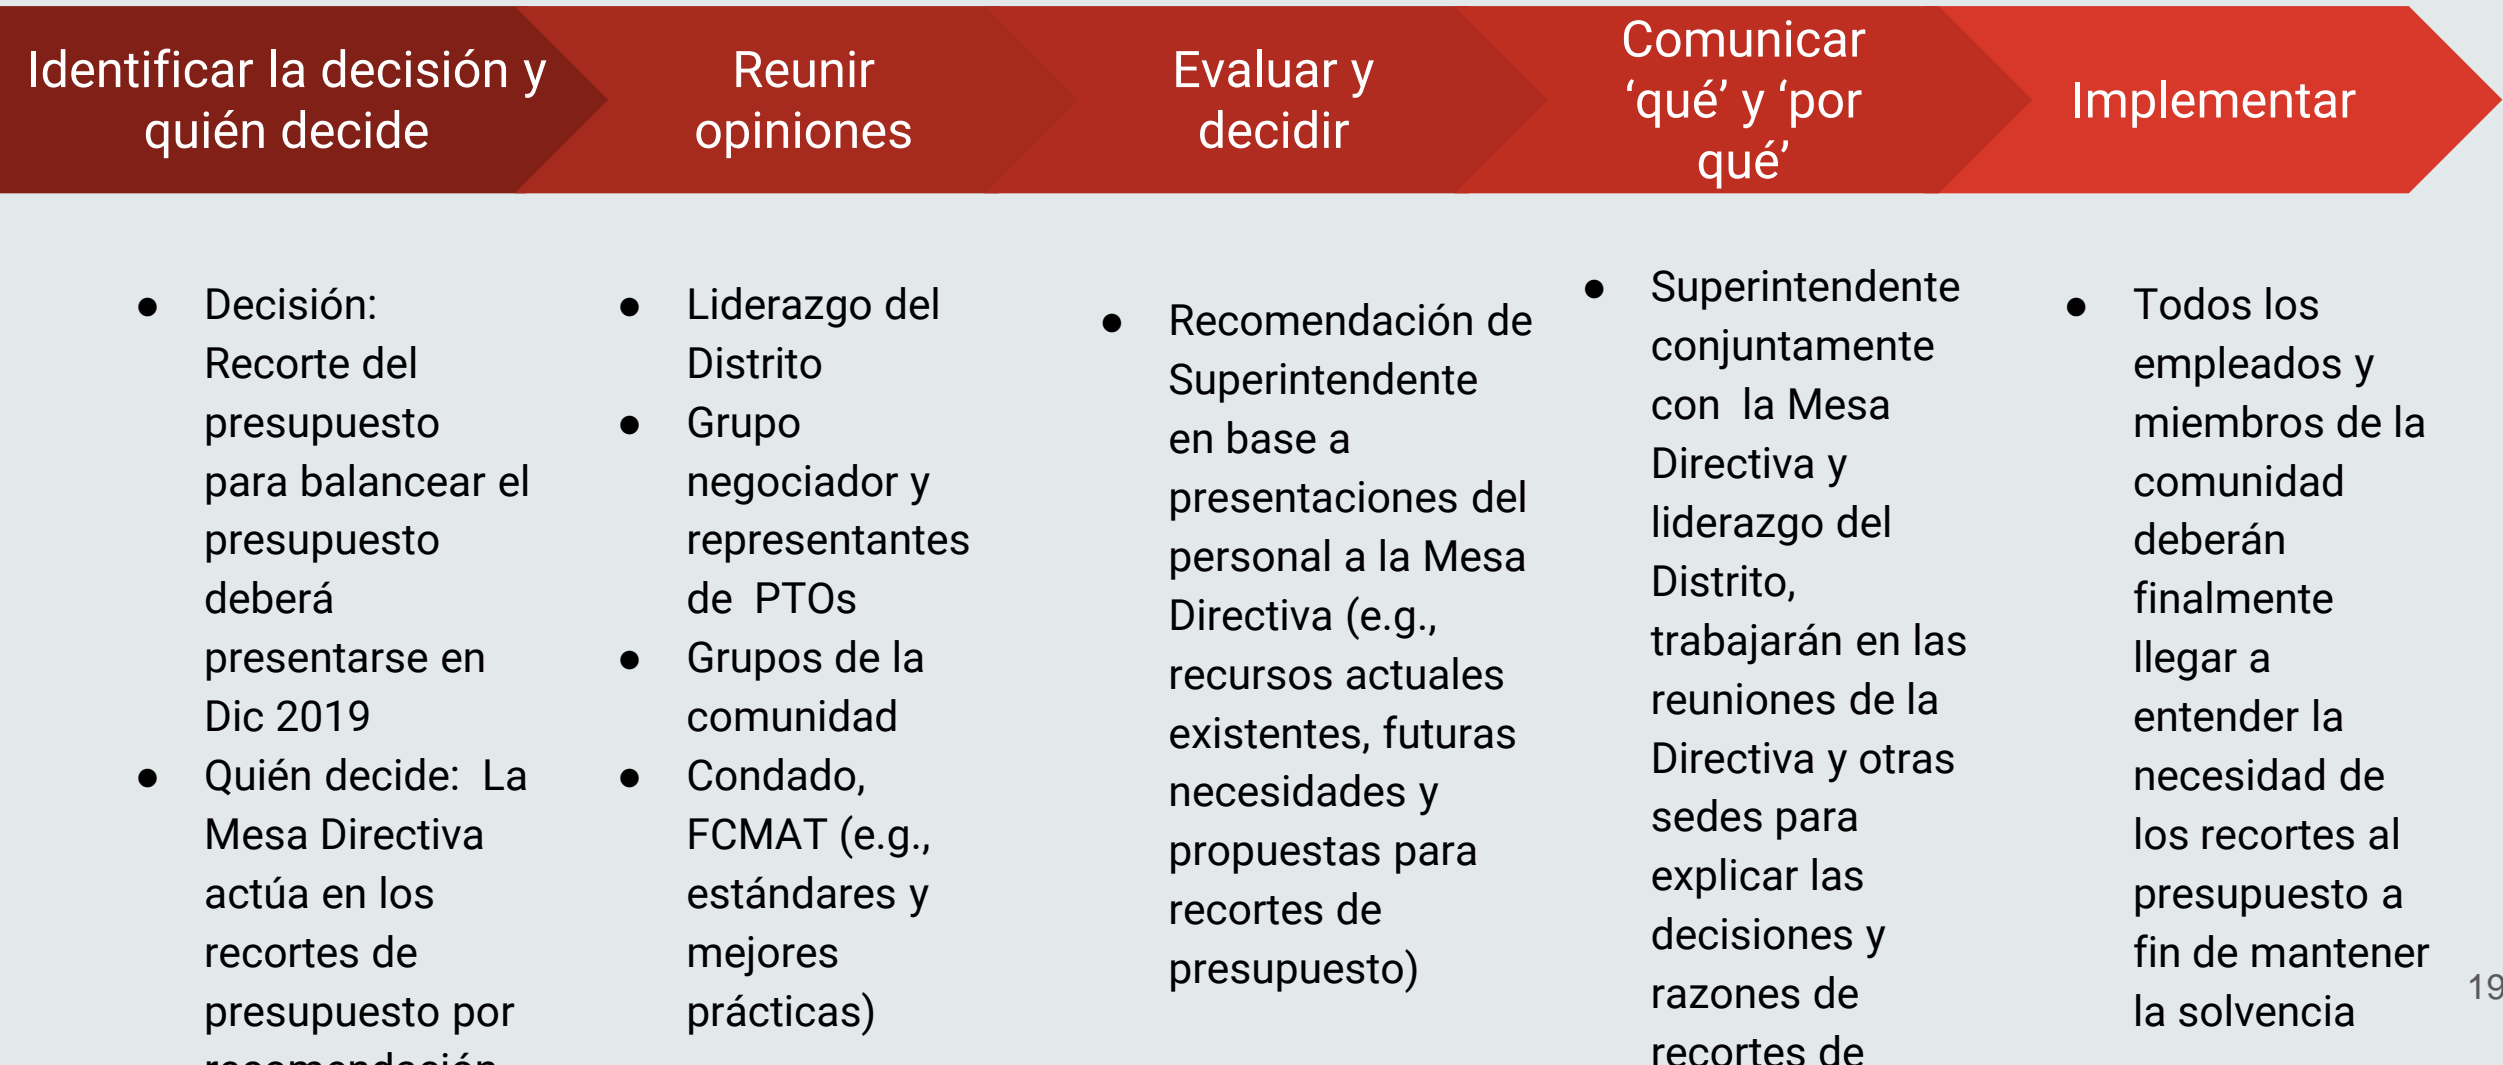 Identificar la decisión y
quién decide
Reunir
opiniones
Evaluar y
decidir
Comunicar
‘qué’ y ‘por
qué’
Implementar
● Decisión:
Recorte del
presupuesto
para balancear el
presupuesto
deberá
presentarse en
Dic 2019
● Quién decide:  La
Mesa Directiva
actúa en los
recortes de
presupuesto por
recomendación
● Liderazgo del
Distrito
● Grupo
negociador y
representantes
de  PTOs
● Grupos de la
comunidad
● Condado,
FCMAT (e.g.,
estándares y
mejores
prácticas)
● Recomendación de
Superintendente
en base a
presentaciones del
personal a la Mesa
Directiva (e.g.,
recursos actuales
existentes, futuras
necesidades y
propuestas para
recortes de
presupuesto)
● Superintendente
conjuntamente
con  la Mesa
Directiva y
liderazgo del
Distrito,
trabajarán en las
reuniones de la
Directiva y otras
sedes para
explicar las
decisiones y
razones de
recortes de
● Todos los
empleados y
miembros de la
comunidad
deberán
finalmente
llegar a
entender la
necesidad de
los recortes al
presupuesto a
fin de mantener
la solvencia
19